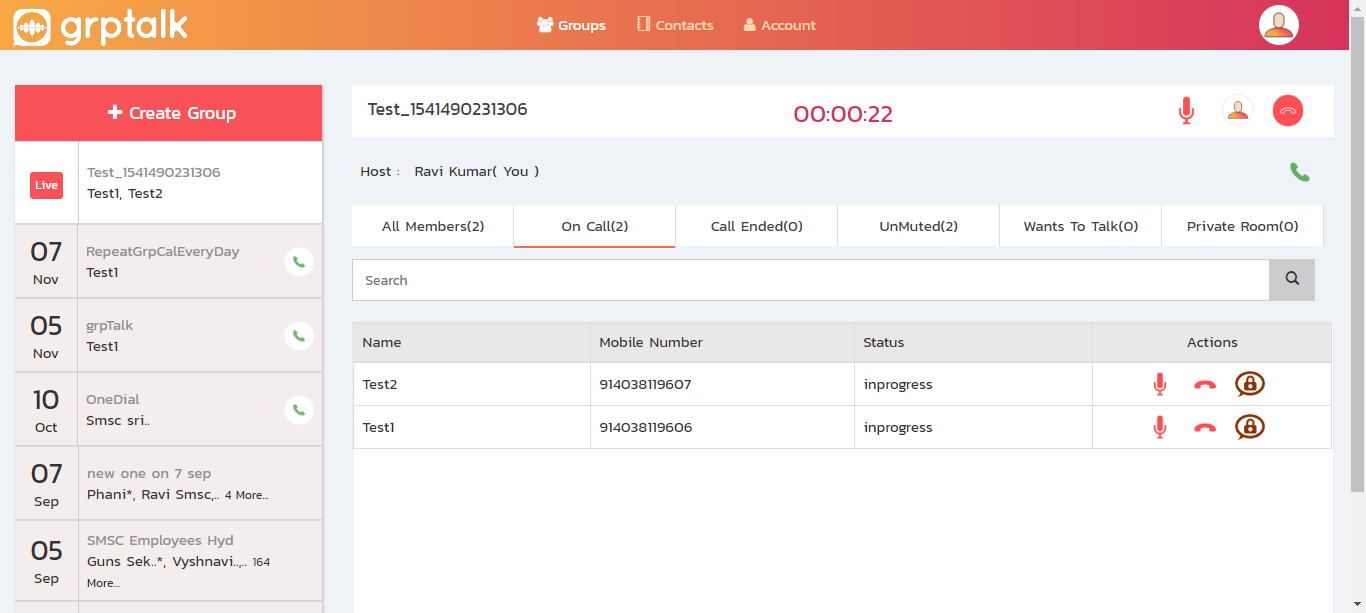 grptalk
Groups
Contacts
Account
Create Group
Live
Test_1541490231306
Test1, Test2
07
Nov
RepeatGrpCalEveryDay
Test1
05
Nov
grpTalk
Test1
10
Oct
OneDial
Smsc sri..
07
Sep
new one on 7 sep
Phani*, Ravi Smsc,.. 4 More...
05
Sep
SMSC Employees Hyd
Guns Sek..*, Vyshnavi..,.. 164
More...
Test_1541490231306
00:00:22
Host : Ravi Kumar( You )
All Members(2)
On Call(2)
Call Ended(0)
UnMuted(2)
Wants To Talk(0)
Private Room(0)
Search
Name Mobile Number Status Actions
Test2 914038119607 inprogress
Test1 914038119606 inprogress